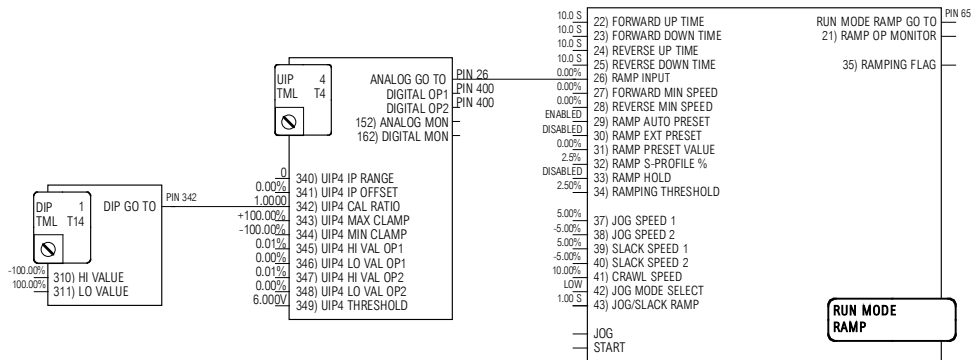 DIP 1
TML T14
DIP GO TO
PIN 342
-100.00% 310) HI VALUE
100.00% 311) LO VALUE
UIP 4
TML T4
ANALOG GO TO PIN 26
DIGITAL OP1 PIN 400
DIGITAL OP2 PIN 400
152) ANALOG MON
162) DIGITAL MON
0 340) UIP4 IP RANGE
0.00% 341) UIP4 IP OFFSET
1.0000 342) UIP4 CAL RATIO
+100.00% 343) UIP4 MAX CLAMP
-100.00% 344) UIP4 MIN CLAMP
0.01% 345) UIP4 HI VAL OP1
0.00% 346) UIP4 LO VAL OP1
0.01% 347) UIP4 HI VAL OP2
0.00% 348) UIP4 LO VAL OP2
6.000V 349) UIP4 THRESHOLD
10.0 S 22) FORWARD UP TIME
10.0 S 23) FORWARD DOWN TIME
10.0 S 24) REVERSE UP TIME
10.0 S 25) REVERSE DOWN TIME
0.00% 26) RAMP INPUT
0.00% 27) FORWARD MIN SPEED
0.00% 28) REVERSE MIN SPEED
ENABLED 29) RAMP AUTO PRESET
DISABLED 30) RAMP EXT PRESET
0.00% 31) RAMP PRESET VALUE
2.5% 32) RAMP S-PROFILE %
DISABLED 33) RAMP HOLD
2.50% 34) RAMPING THRESHOLD
5.00% 37) JOG SPEED 1
-5.00% 38) JOG SPEED 2
5.00% 39) SLACK SPEED 1
-5.00% 40) SLACK SPEED 2
10.00% 41) CRAWL SPEED
LOW 42) JOG MODE SELECT
1.00 S 43) JOG/SLACK RAMP
JOG
START
RUN MODE RAMP GO TO PIN 65
21) RAMP OP MONITOR
35) RAMPING FLAG
RUN MODE
RAMP